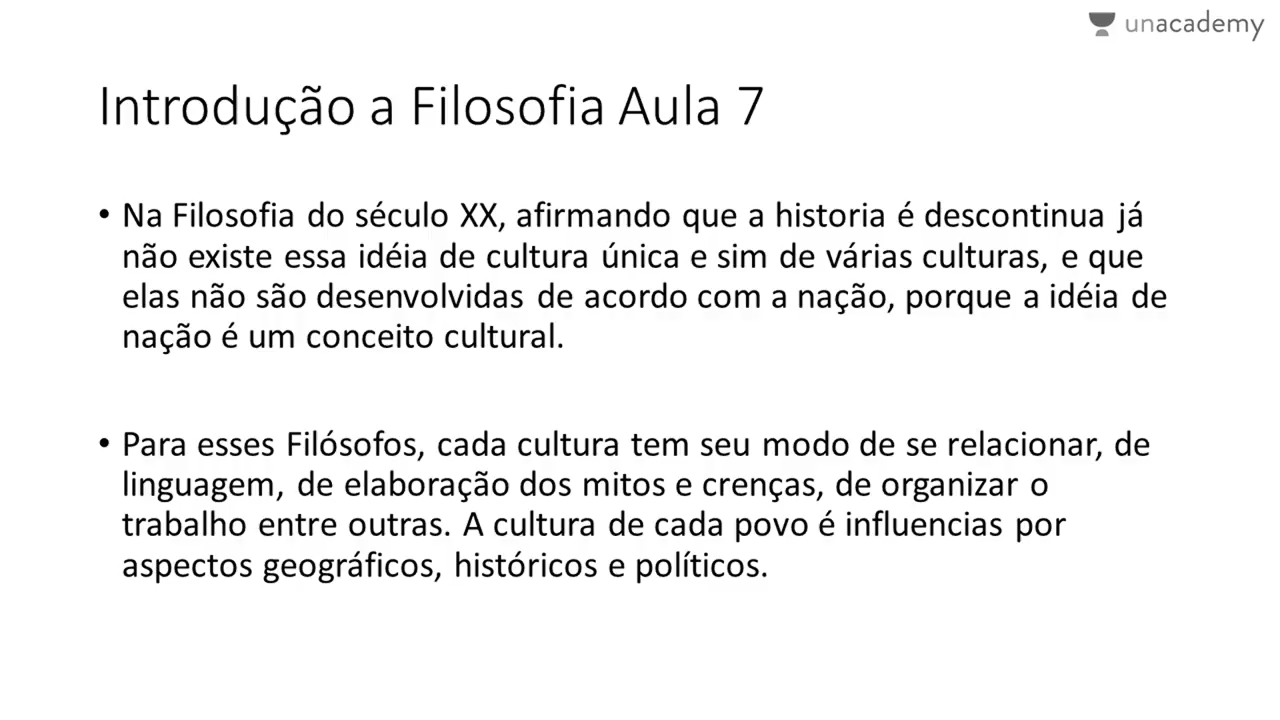 unacademy
Introdução a Filosofia Aula 7
• Na Filosofia do século XX, afirmando que a historia é descontinua já
não existe essa idéia de cultura única e sim de várias culturas, e que
elas não são desenvolvidas de acordo com a nação, porque a idéia de
nação é um conceito cultural.
• Para esses Filósofos, cada cultura tem seu modo de se relacionar, de
linguagem, de elaboração dos mitos e crenças, de organizar o
trabalho entre outras. A cultura de cada povo é influencias por
aspectos geográficos, históricos e políticos.